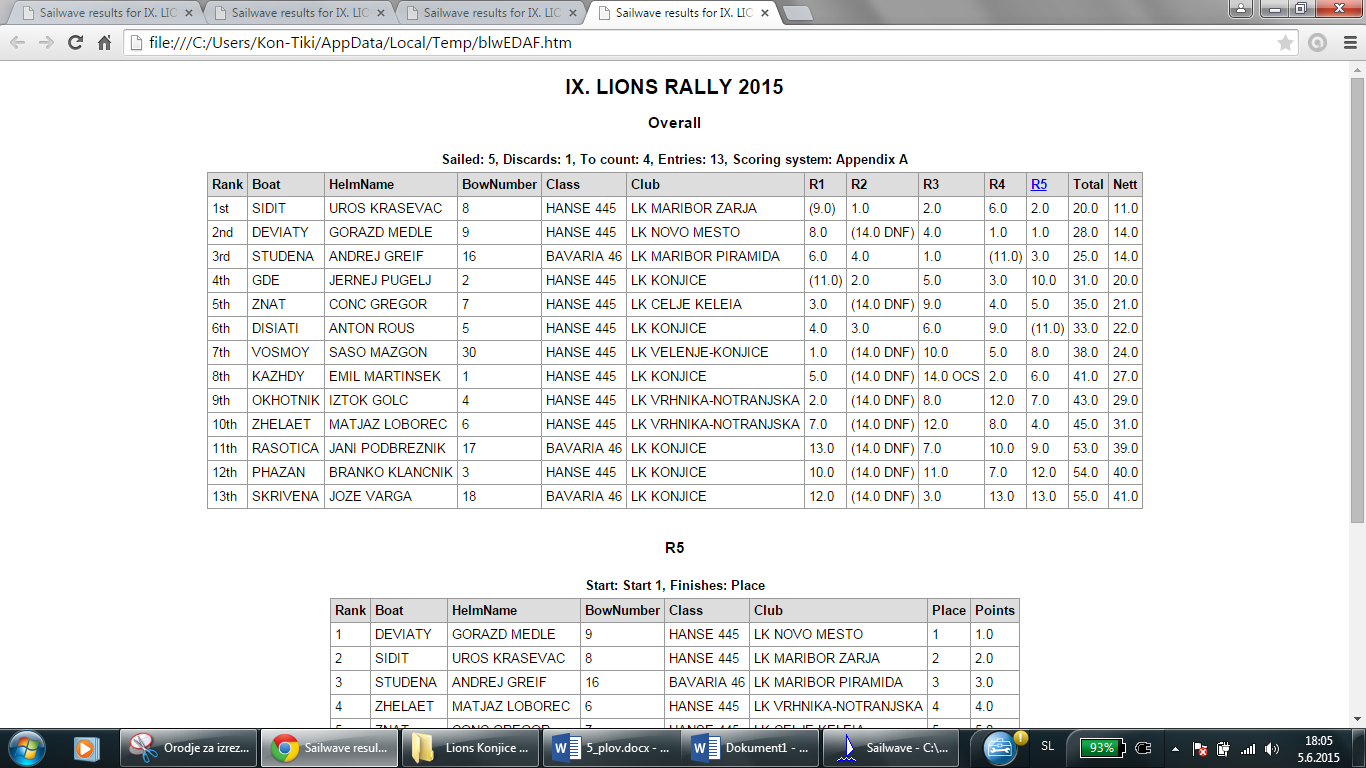 Sailwave results for IX. LIO Sailwave results for IX. LIO Sailwave results for IX. LIO Sailwave results for IX. LIO
file:///C:/Users/Kon-Tiki/AppData/Local/Temp/blwEDAF.htm
IX. LIONS RALLY 2015
Overall
Sailed: 5, Discards: 1, To count: 4, Entries: 13, Scoring system: Appendix A
Rank Boat HelmName BowNumber Class Club R1 R2 R3 R4 R5 Total Nett
1st SIDIT UROS KRASEVAC 8 HANSE 445 LK MARIBOR ZARJA (9.0) 1.0 2.0 6.0 2.0 20.0 11.0
2nd DEVIATY GORAZD MEDLE 9 HANSE 445 LK NOVO MESTO 8.0 (14.0 DNF) 4.0 1.0 1.0 28.0 14.0
3rd STUDENA ANDREJ GREIF 16 BAVARIA 46 LK MARIBOR PIRAMIDA 6.0 4.0 1.0 (11.0) 3.0 25.0 14.0
4th GDE JERNEJ PUGELJ 2 HANSE 445 LK KONJICE (11.0) 2.0 5.0 3.0 10.0 31.0 20.0
5th ZNAT CONC GREGOR 7 HANSE 445 LK CELJE KELEIA 3.0 (14.0 DNF) 9.0 4.0 5.0 35.0 21.0
6th DISIATI ANTON ROUS 5 HANSE 445 LK KONJICE 4.0 3.0 6.0 9.0 (11.0) 33.0 22.0
7th VOSMOY SASO MAZGON 30 HANSE 445 LK VELENJE-KONJICE 1.0 (14.0 DNF) 10.0 5.0 8.0 38.0 24.0
8th KAZHDY EMIL MARTINSEK 1 HANSE 445 LK KONJICE 5.0 (14.0 DNF) 14.0 OCS 2.0 6.0 41.0 27.0
9th OKHOTNIK IZTOK GOLC 4 HANSE 445 LK VRHNIKA-NOTRANJSKA 2.0 (14.0 DNF) 8.0 12.0 7.0 43.0 29.0
10th ZHELAET MATJAZ LOBOREC 6 HANSE 445 LK VRHNIKA-NOTRANJSKA 7.0 (14.0 DNF) 12.0 8.0 4.0 45.0 31.0
11th RASOTICA JANI PODBREZNIK 17 BAVARIA 46 LK KONJICE 13.0 (14.0 DNF) 7.0 10.0 9.0 53.0 39.0
12th PHAZAN BRANKO KLANCNIK 3 HANSE 445 LK KONJICE 10.0 (14.0 DNF) 11.0 7.0 12.0 54.0 40.0
13th SKRIVENA JOZE VARGA 18 BAVARIA 46 LK KONJICE 12.0 (14.0 DNF) 3.0 13.0 13.0 55.0 41.0
R5
Start: Start 1, Finishes: Place
Rank Boat HelmName BowNumber Class Club Place Points
1 DEVIATY GORAZD MEDLE 9 HANSE 445 LK NOVO MESTO 1 1.0
2 SIDIT UROS KRASEVAC 8 HANSE 445 LK MARIBOR ZARJA 2 2.0
3 STUDENA ANDREJ GREIF 16 BAVARIA 46 LK MARIBOR PIRAMIDA 3 3.0
4 ZHELAET MATJAZ LOBOREC 6 HANSE 445 LK VRHNIKA-NOTRANJSKA 4 4.0
5 ZNAT CONC GREGOR 7 HANSE 445 LK CELJE KELEIA 5 5.0
Orodje za izrez... Sailwave resul... Lions Konjice ... 5_plov.docx - ... Dokument1 - ... Sailwave - C:\... SL 93% 18:05
5.6.2015